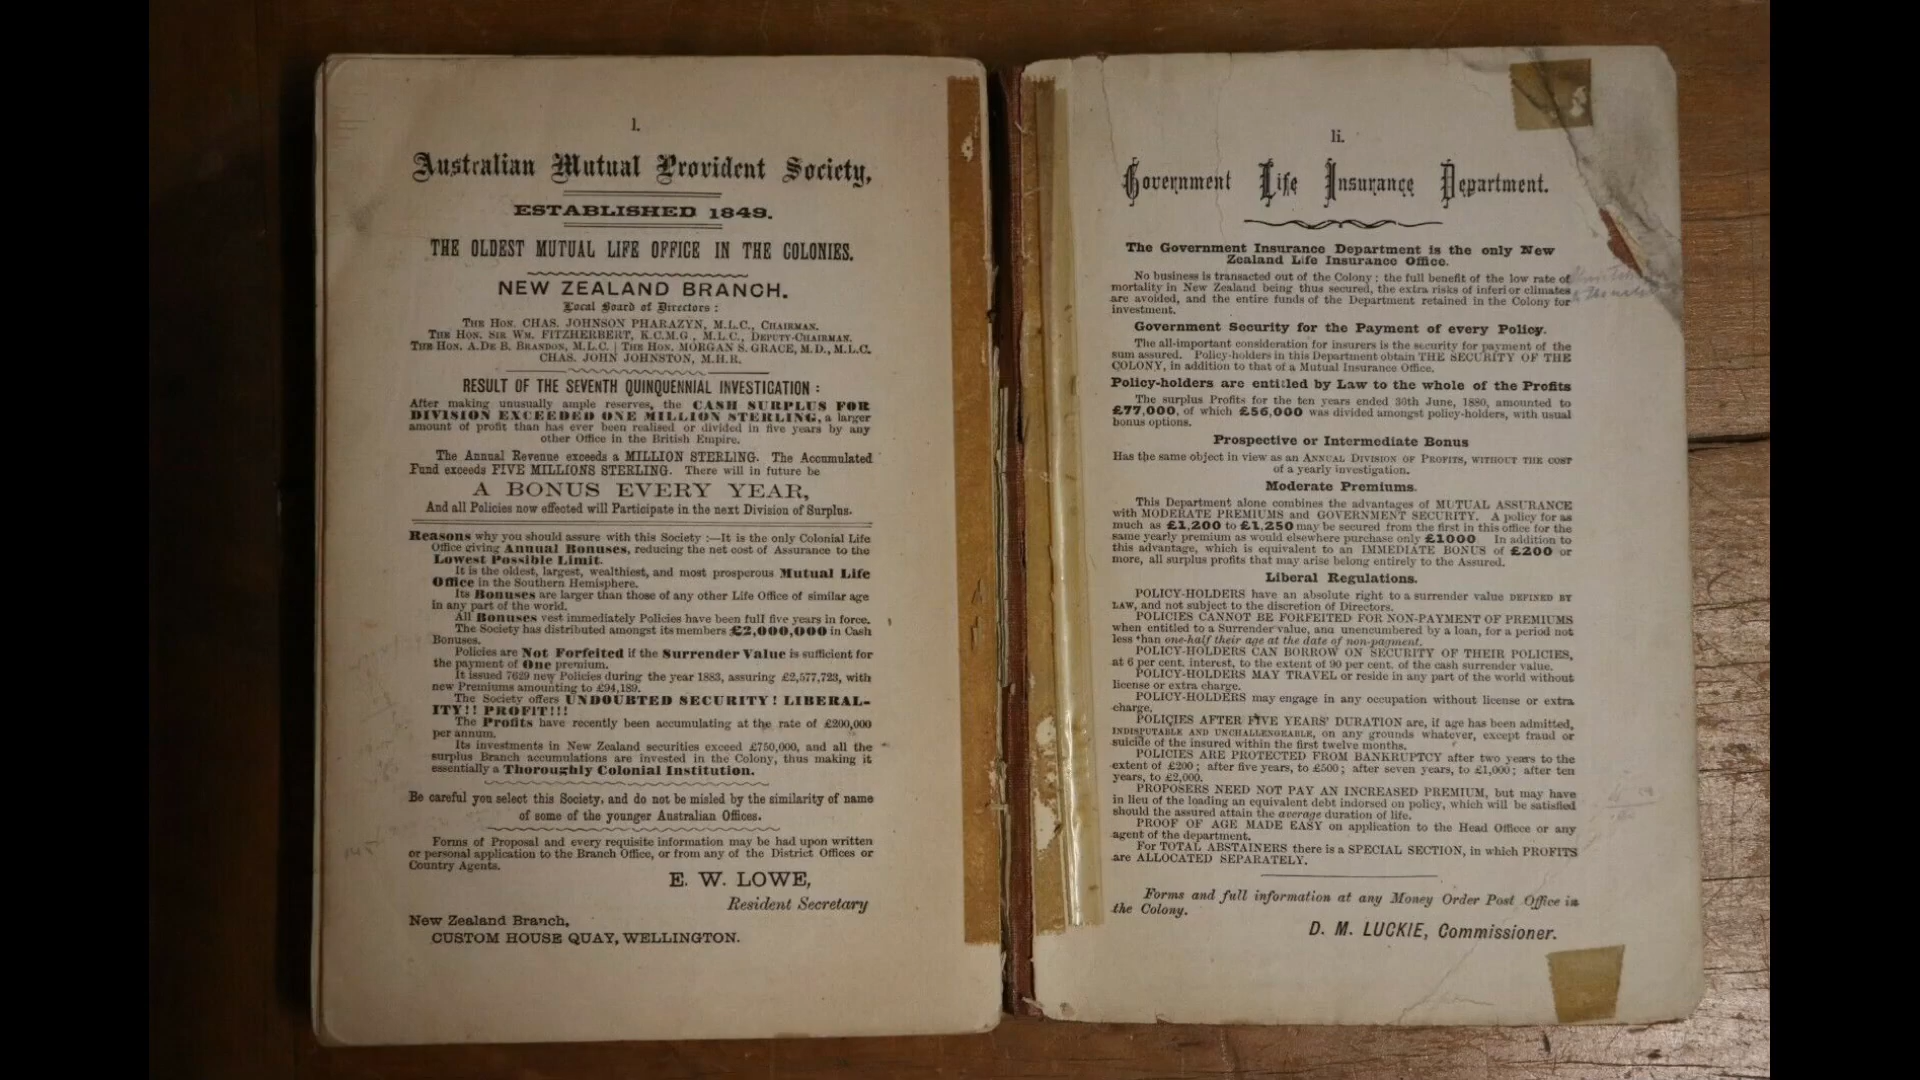 l.
Australian Mutual Provident Society,
ESTABLISHED 1849.
THE OLDEST MUTUAL LIFE OFFICE IN THE COLONIES.
NEW ZEALAND BRANCH.
Local Board of Directors:
THE HON. CHAS. JOHNSON PHARAZYN, M.L.C., CHAIRMAN.
THE HON. SIR WM. FITZHERBERT, K.C.M.G., M.L.C., DEPUTY-CHAIRMAN.
THE HON. A. DE B. BRANDON, M.L.C. | THE HON. MORGAN S. GRACE, M.D., M.L.C.
CHAS. JOHN JOHNSTON, M.H.R.
RESULT OF THE SEVENTH QUINQUENNIAL INVESTIGATION:
After making unusually ample reserves, the CASH SURPLUS FOR
DIVISION EXCEEDED ONE MILLION STERLING, a larger
amount of profit than has ever been realised or divided in five years by any
other Office in the British Empire.
The Annual Revenue exceeds a MILLION STERLING. The Accumulated
Fund exceeds FIVE MILLIONS STERLING. There will in future be
A BONUS EVERY YEAR,
And all Policies now effected will Participate in the next Division of Surplus.
Reasons why you should assure with this Society:—It is the only Colonial Life
Office giving Annual Bonuses, reducing the net cost of Assurance to the
Lowest Possible Limit.
It is the oldest, largest, wealthiest, and most prosperous Mutual Life
Office in the Southern Hemisphere.
Its Bonuses are larger than those of any other Life Office of similar age
in any part of the world.
All Bonuses vest immediately Policies have been full five years in force.
The Society has distributed amongst its members £2,000,000 in Cash
Bonuses.
Policies are Not Forfeited if the Surrender Value is sufficient for
the payment of One premium.
It issued 7629 new Policies during the year 1883, assuring £2,577,723, with
new Premiums amounting to £94,189.
The Society offers UNDOUBTED SECURITY! LIBERAL-
ITY!! PROFIT!!!
The Profits have recently been accumulating at the rate of £200,000
per annum.
Its investments in New Zealand securities exceed £750,000, and all the
surplus Branch accumulations are invested in the Colony, thus making it
essentially a Thoroughly Colonial Institution.
Be careful you select this Society, and do not be misled by the similarity of name
of some of the younger Australian Offices.
Forms of Proposal and every requisite information may be had upon written
or personal application to the Branch Office, or from any of the District Offices or
Country Agents.
E. W. LOWE,
Resident Secretary
New Zealand Branch,
CUSTOM HOUSE QUAY, WELLINGTON.
li.
Government Life Insurance Department.
The Government Insurance Department is the only New
Zealand Life Insurance Office.
No business is transacted out of the Colony; the full benefit of the low rate of
mortality in New Zealand being thus secured, the extra risks of inferior climates
are avoided, and the entire funds of the Department retained in the Colony for
investment.
Government Security for the Payment of every Policy.
The all-important consideration for insurers is the security for payment of the
sum assured. Policy-holders in this Department obtain THE SECURITY OF THE
COLONY, in addition to that of a Mutual Insurance Office.
Policy-holders are entitled by Law to the whole of the Profits
The surplus Profits for the ten years ended 30th June, 1880, amounted to
£77,000, of which £56,000 was divided amongst policy-holders, with usual
bonus options.
Prospective or Intermediate Bonus
Has the same object in view as an ANNUAL DIVISION OF PROFITS, WITHOUT THE COST
of a yearly investigation.
Moderate Premiums.
This Department alone combines the advantages of MUTUAL ASSURANCE
with MODERATE PREMIUMS and GOVERNMENT SECURITY. A policy for as
much as £1,200 to £1,250 may be secured from the first in this office for the
same yearly premium as would elsewhere purchase only £1000 In addition to
this advantage, which is equivalent to an IMMEDIATE BONUS of £200 or
more, all surplus profits that may arise belong entirely to the Assured.
Liberal Regulations.
POLICY-HOLDERS have an absolute right to a surrender value DEFINED BY
LAW, and not subject to the discretion of Directors.
POLICIES CANNOT BE FORFEITED FOR NON-PAYMENT OF PREMIUMS
when entitled to a Surrender value, and unencumbered by a loan, for a period not
less than one-half their age at the date of non-payment.
POLICY-HOLDERS CAN BORROW ON SECURITY OF THEIR POLICIES,
at 6 per cent. interest, to the extent of 90 per cent. of the cash surrender value.
POLICY-HOLDERS MAY TRAVEL or reside in any part of the world without
license or extra charge.
POLICY-HOLDERS may engage in any occupation without license or extra
charge.
POLICIES AFTER FIVE YEARS' DURATION are, if age has been admitted,
INDISPUTABLE AND UNCHALLENGEABLE, on any grounds whatever, except fraud or
suicide of the insured within the first twelve months.
POLICIES ARE PROTECTED FROM BANKRUPTCY after two years to the
extent of £200; after five years, to £500; after seven years, to £1,000; after ten
years, to £2,000.
PROPOSERS NEED NOT PAY AN INCREASED PREMIUM, but may have
in lieu of the loading an equivalent debt indorsed on policy, which will be satisfied
should the assured attain the average duration of life.
PROOF OF AGE MADE EASY on application to the Head Office or any
agent of the department.
For TOTAL ABSTAINERS there is a SPECIAL SECTION, in which PROFITS
are ALLOCATED SEPARATELY.
Forms and full information at any Money Order Post Office in
the Colony.
D. M. LUCKIE, Commissioner.